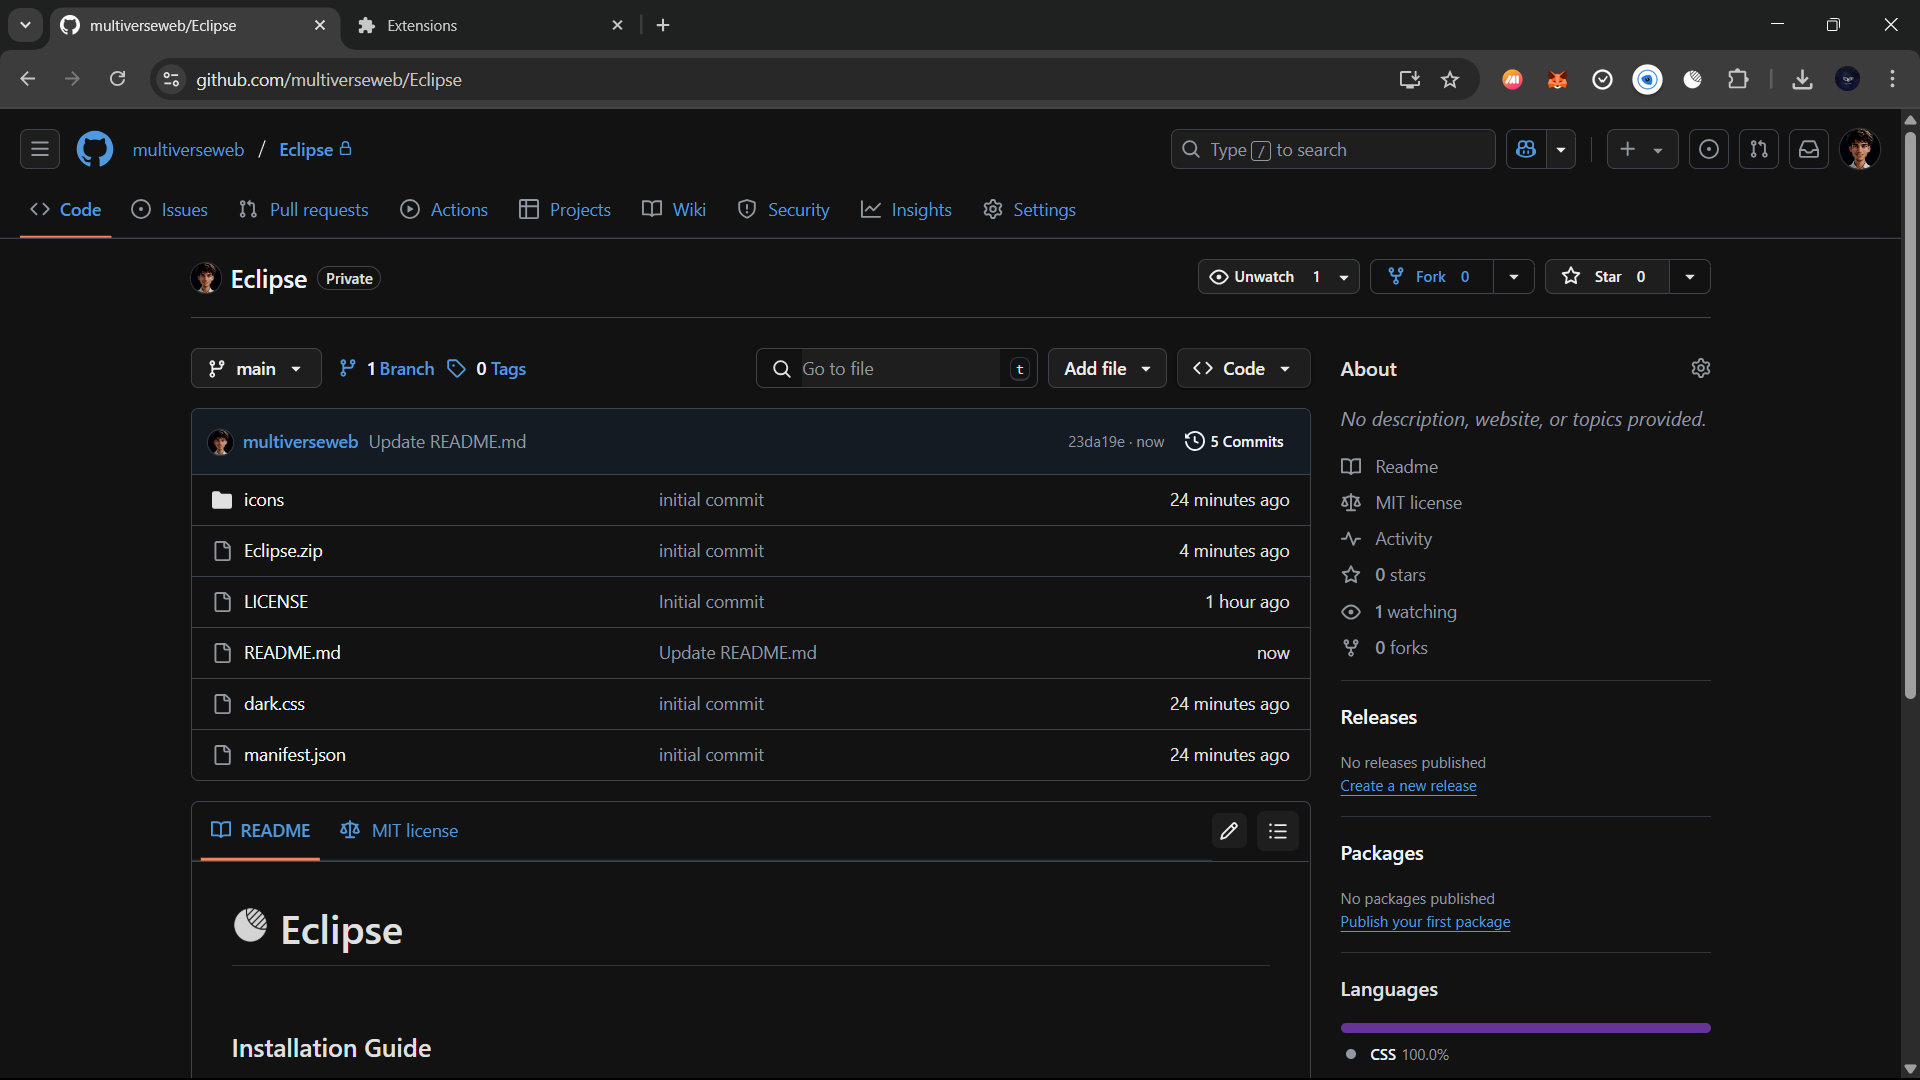 multiverseweb/Eclipse
Extensions
github.com/multiverseweb/Eclipse
multiverseweb / Eclipse
Type / to search
Code
Issues
Pull requests
Actions
Projects
Wiki
Security
Insights
Settings
Eclipse Private
Unwatch 1
Fork 0
Star 0
main
1 Branch
0 Tags
Go to file t
Add file
Code
multiverseweb Update README.md 23da19e · now 5 Commits
icons initial commit 24 minutes ago
Eclipse.zip initial commit 4 minutes ago
LICENSE Initial commit 1 hour ago
README.md Update README.md now
dark.css initial commit 24 minutes ago
manifest.json initial commit 24 minutes ago
README
MIT license
Eclipse
Installation Guide
About
No description, website, or topics provided.
Readme
MIT license
Activity
0 stars
1 watching
0 forks
Releases
No releases published
Create a new release
Packages
No packages published
Publish your first package
Languages
CSS 100.0%